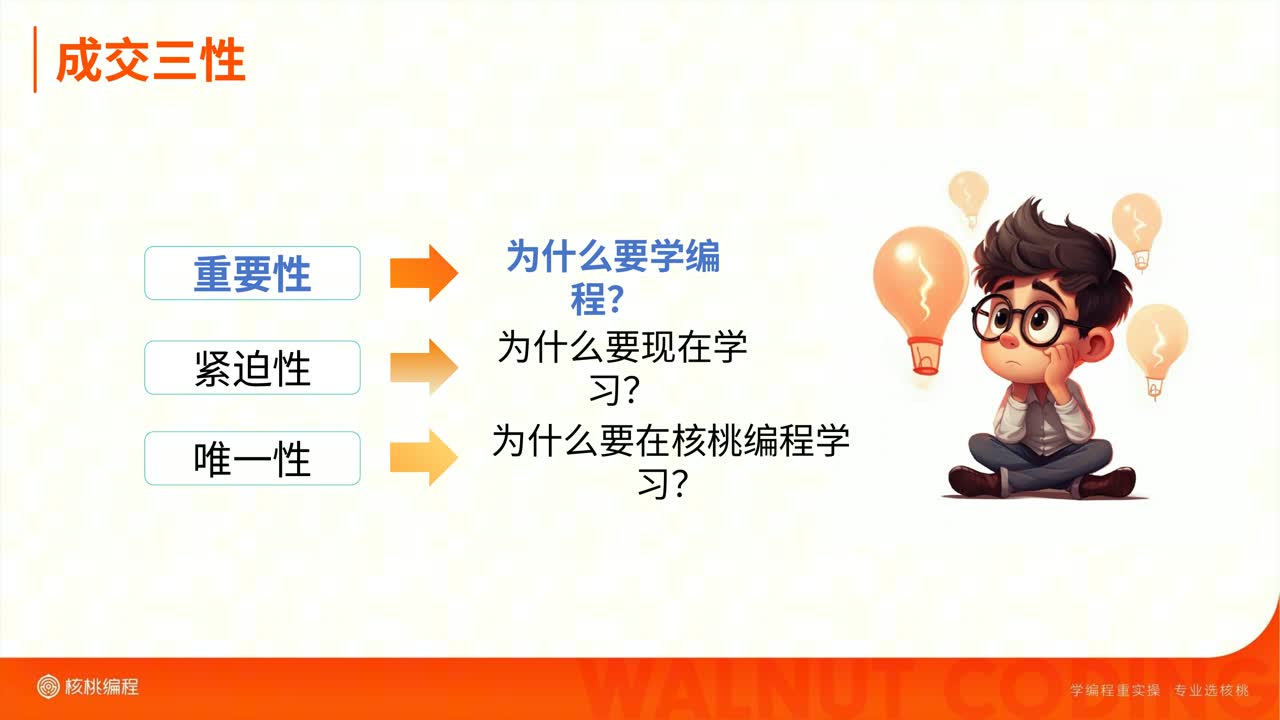 成交三性
重要性
为什么要学编
程?
紧迫性
为什么要现在学
习?
唯一性
为什么要在核桃编程学
习?
核桃编程
WALNUT CODING
学编程重实操 专业选核桃